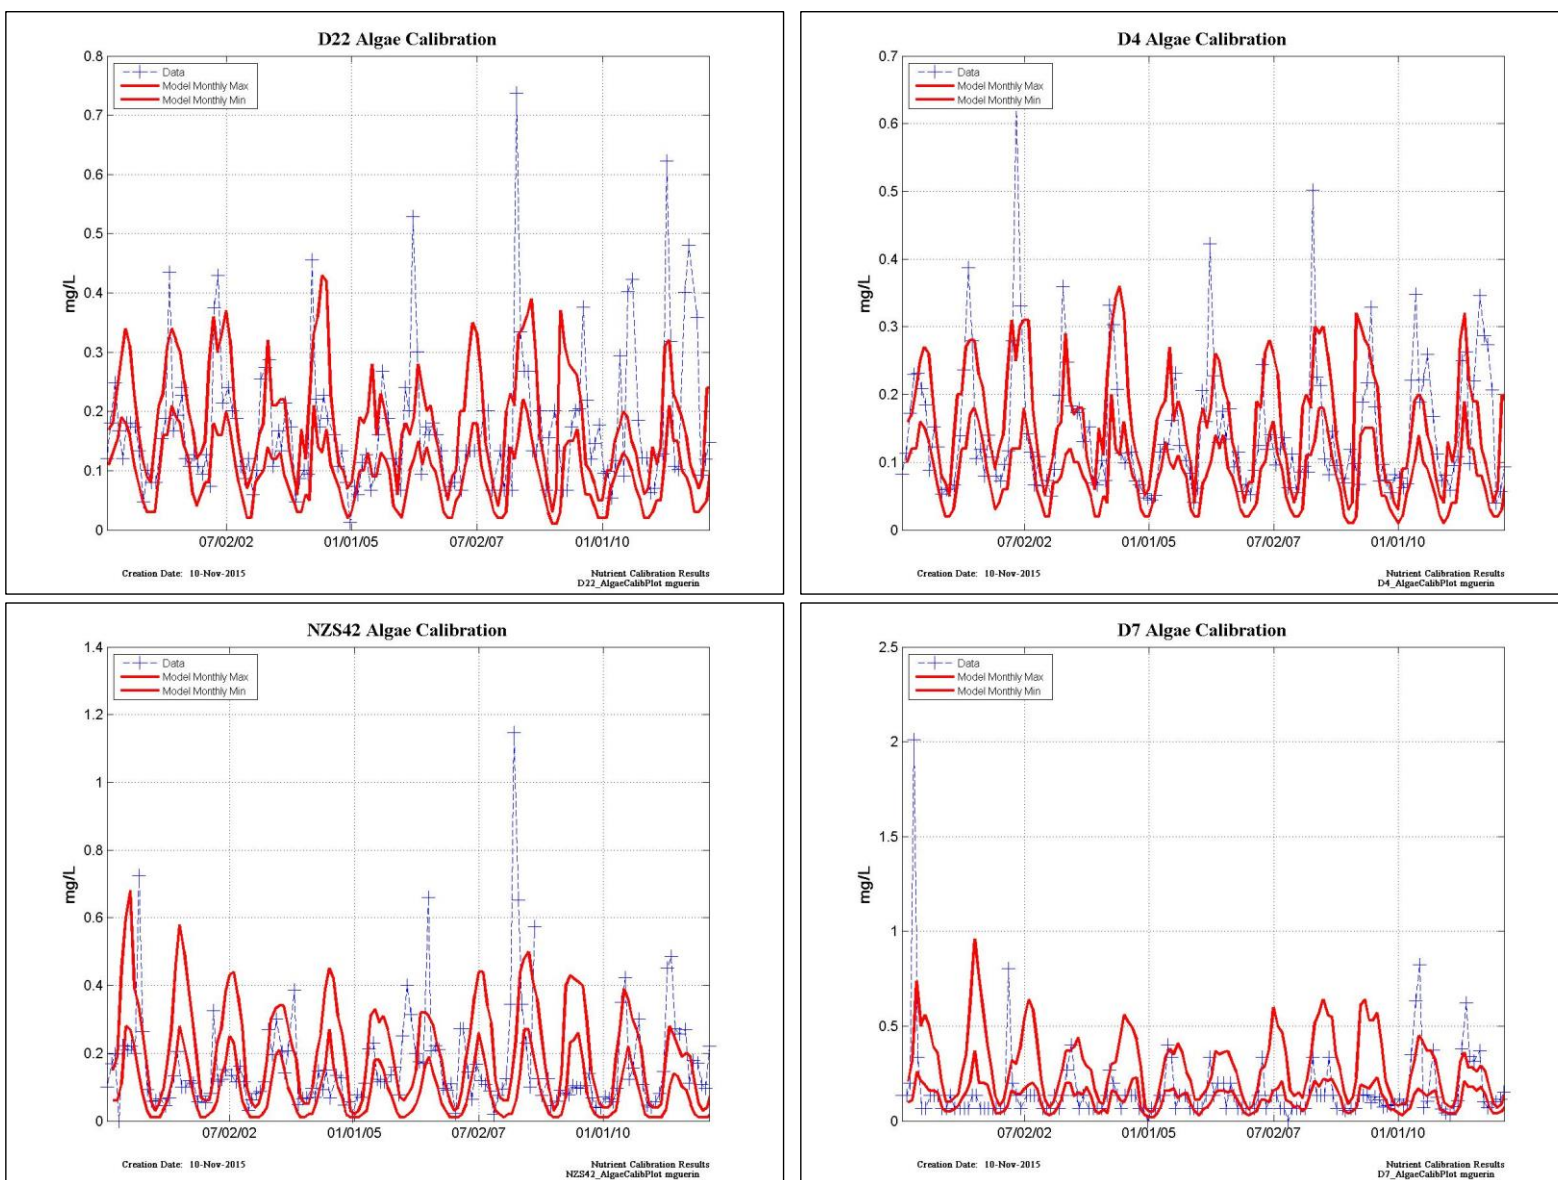 D22 Algae Calibration
0.8
0.7
0.6
0.5
0.4
0.3
0.2
0.1
0
mg/L
Data
Model Monthly Max
Model Monthly Min
07/02/02 01/01/05 07/02/07 01/01/10
Creation Date: 10-Nov-2015
Nutrient Calibration Results
D22_AlgaeCalibPlot mguerin
D4 Algae Calibration
0.7
0.6
0.5
0.4
0.3
0.2
0.1
0
mg/L
Data
Model Monthly Max
Model Monthly Min
07/02/02 01/01/05 07/02/07 01/01/10
Creation Date: 10-Nov-2015
Nutrient Calibration Results
D4_AlgaeCalibPlot mguerin
NZS42 Algae Calibration
1.4
1.2
1
0.8
0.6
0.4
0.2
0
mg/L
Data
Model Monthly Max
Model Monthly Min
07/02/02 01/01/05 07/02/07 01/01/10
Creation Date: 10-Nov-2015
Nutrient Calibration Results
NZS42_AlgaeCalibPlot mguerin
D7 Algae Calibration
2.5
2
1.5
1
0.5
0
mg/L
Data
Model Monthly Max
Model Monthly Min
07/02/02 01/01/05 07/02/07 01/01/10
Creation Date: 10-Nov-2015
Nutrient Calibration Results
D7_AlgaeCalibPlot mguerin